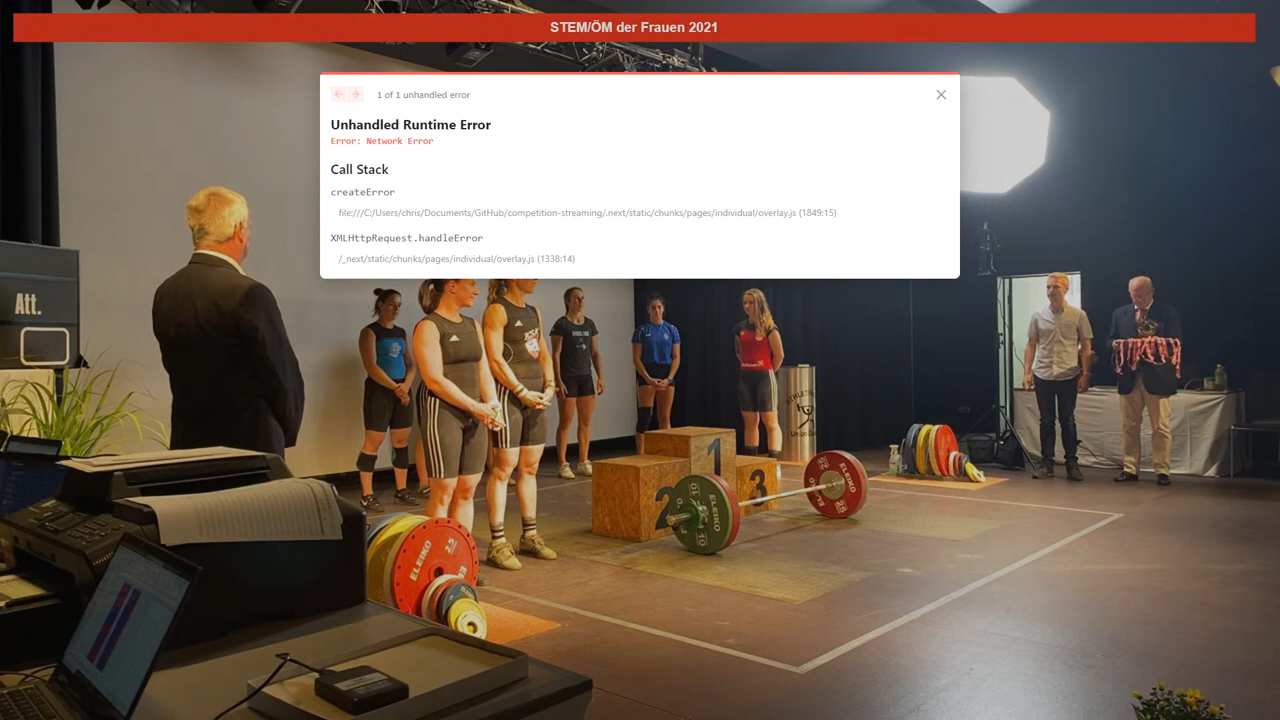 STEM/ÖM der Frauen 2021
1 of 1 unhandled error
Unhandled Runtime Error
Error: Network Error
Call Stack
createError
file:///C:/Users/chris/Documents/GitHub/competition-streaming/.next/static/chunks/pages/individual/overlay.js (1849:15)
XMLHttpRequest.handleError
/_next/static/chunks/pages/individual/overlay.js (1338:14)
Att.
1
2
3
ELEIKO
10
ELEIKO
25
ELEIKO
25